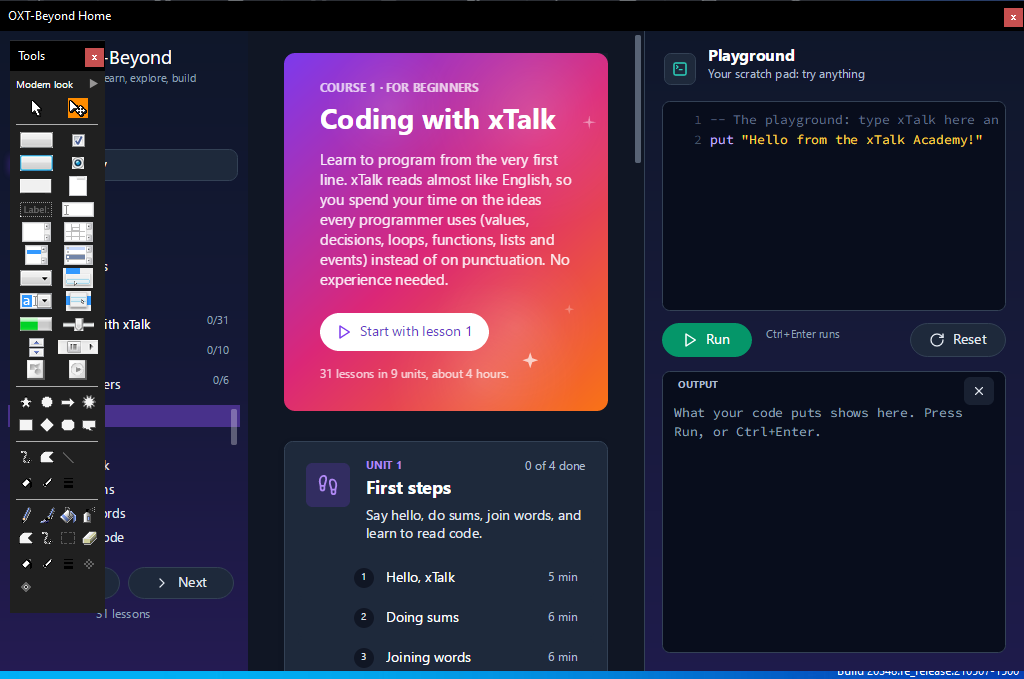 OXT-Beyond Home
x
Tools
x
Modern look
Label:
-Beyond
earn, explore, build
ith xTalk
0/31
0/10
ers
0/6
ords
ode
Next
lessons
COURSE 1 · FOR BEGINNERS
Coding with xTalk
Learn to program from the very first
line. xTalk reads almost like English, so
you spend your time on the ideas
every programmer uses (values,
decisions, loops, functions, lists and
events) instead of on punctuation. No
experience needed.
Start with lesson 1
31 lessons in 9 units, about 4 hours.
UNIT 1
0 of 4 done
First steps
Say hello, do sums, join words, and
learn to read code.
1 Hello, xTalk 5 min
2 Doing sums 6 min
3 Joining words 6 min
Playground
Your scratch pad: try anything
1 -- The playground: type xTalk here an
2 put "Hello from the xTalk Academy!"
Run
Ctrl+Enter runs
Reset
OUTPUT
What your code puts shows here. Press
Run, or Ctrl+Enter.